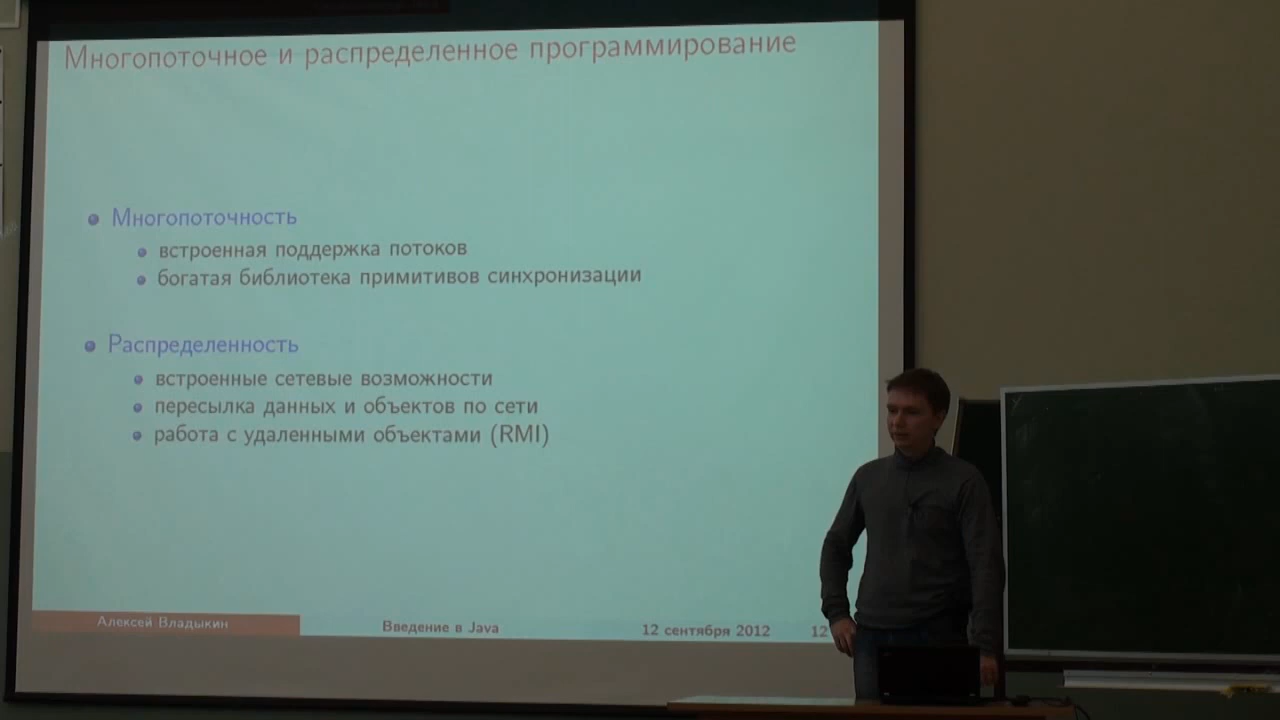 Многопоточное и распределенное программирование
Многопоточность
встроенная поддержка потоков
богатая библиотека примитивов синхронизации
Распределенность
встроенные сетевые возможности
пересылка данных и объектов по сети
работа с удаленными объектами (RMI)
Алексей Владыкин Введение в Java 12 сентября 2012 12